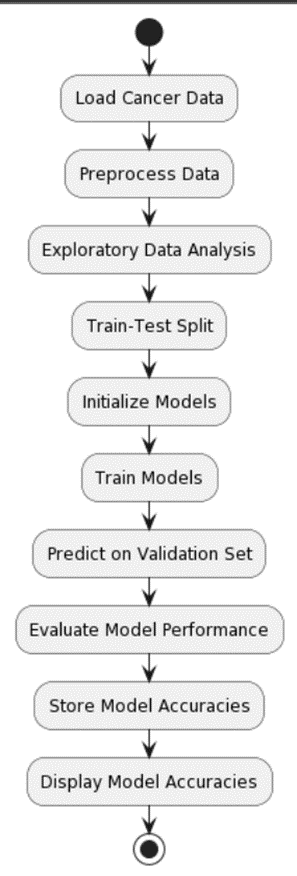 Load Cancer Data
Preprocess Data
Exploratory Data Analysis
Train-Test Split
Initialize Models
Train Models
Predict on Validation Set
Evaluate Model Performance
Store Model Accuracies
Display Model Accuracies